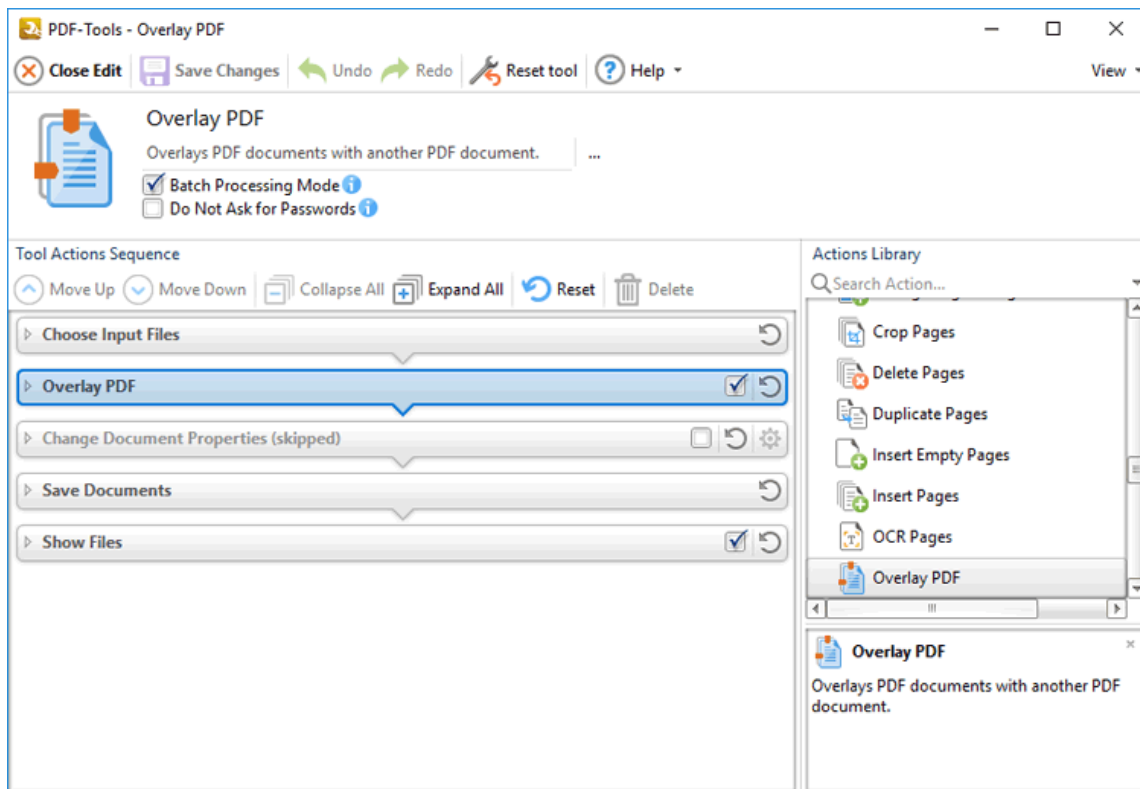 PDF-Tools - Overlay PDF
Close Edit Save Changes Undo Redo Reset tool Help View
Overlay PDF
Overlays PDF documents with another PDF document. ...
Batch Processing Mode
Do Not Ask for Passwords
Tool Actions Sequence
Move Up Move Down Collapse All Expand All Reset Delete
Choose Input Files
Overlay PDF
Change Document Properties (skipped)
Save Documents
Show Files
Actions Library
Search Action...
Crop Pages
Delete Pages
Duplicate Pages
Insert Empty Pages
Insert Pages
OCR Pages
Overlay PDF
Overlay PDF
Overlays PDF documents with another PDF
document.